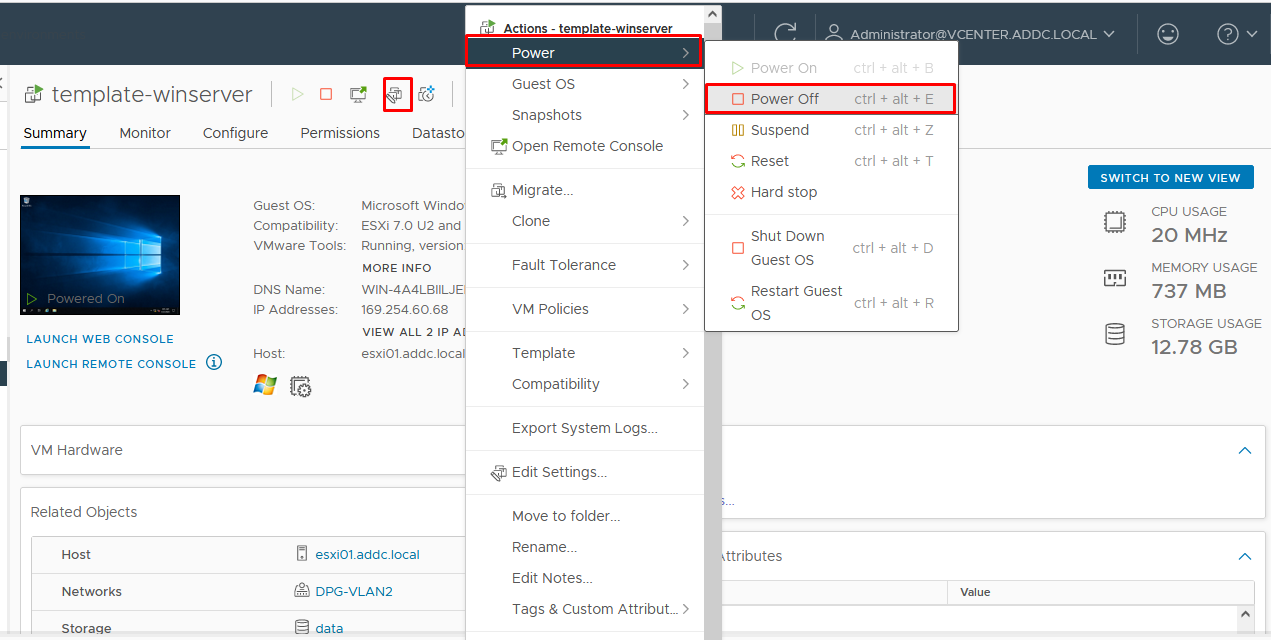 Actions - template-winserver
Administrator@VCENTER.ADDC.LOCAL
template-winserver
Summary
Monitor
Configure
Permissions
Datasto
Power
Guest OS
Snapshots
Open Remote Console
Migrate...
Clone
Fault Tolerance
VM Policies
Template
Compatibility
Export System Logs...
Edit Settings...
Move to folder...
Rename...
Edit Notes...
Tags & Custom Attribut...
Power On ctrl + alt + B
Power Off ctrl + alt + E
Suspend ctrl + alt + Z
Reset ctrl + alt + T
Hard stop
Shut Down
Guest OS ctrl + alt + D
Restart Guest
OS ctrl + alt + R
SWITCH TO NEW VIEW
CPU USAGE
20 MHz
MEMORY USAGE
737 MB
STORAGE USAGE
12.78 GB
Powered On
LAUNCH WEB CONSOLE
LAUNCH REMOTE CONSOLE
Guest OS: Microsoft Windo
Compatibility: ESXi 7.0 U2 and
VMware Tools: Running, version
MORE INFO
DNS Name: WIN-4A4LBIILJE
IP Addresses: 169.254.60.68
VIEW ALL 2 IP AD
Host: esxi01.addc.local
VM Hardware
Related Objects
Host esxi01.addc.local
Networks DPG-VLAN2
Storage data
s...
Attributes
Value